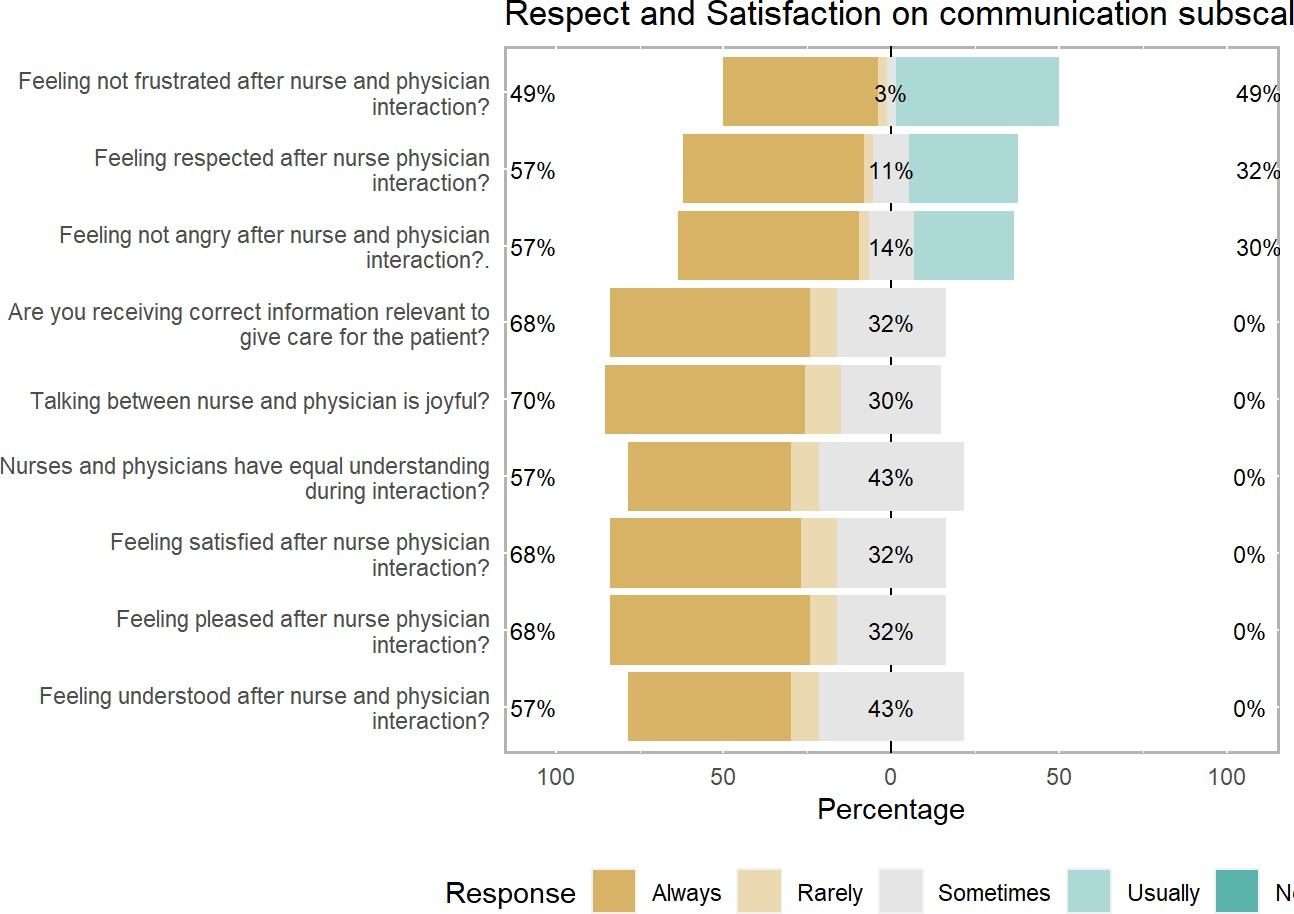 Respect and Satisfaction on communication subscal
Feeling not frustrated after nurse and physician
interaction?
49% 3% 49%
Feeling respected after nurse physician
interaction?
57% 11% 32%
Feeling not angry after nurse and physician
interaction?.
57% 14% 30%
Are you receiving correct information relevant to
give care for the patient?
68% 32% 0%
Talking between nurse and physician is joyful?
70% 30% 0%
Nurses and physicians have equal understanding
during interaction?
57% 43% 0%
Feeling satisfied after nurse physician
interaction?
68% 32% 0%
Feeling pleased after nurse physician
interaction?
68% 32% 0%
Feeling understood after nurse and physician
interaction?
57% 43% 0%
100 50 0 50 100
Percentage
Response Always Rarely Sometimes Usually